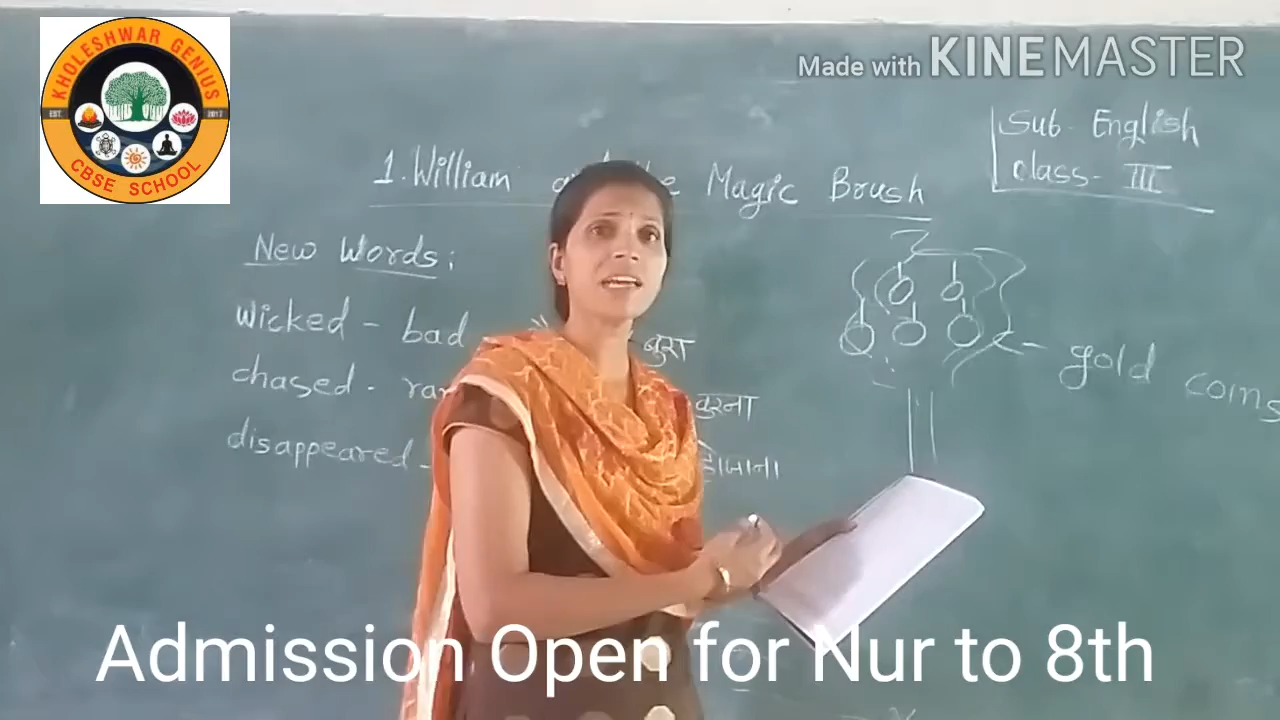 KHOLESHWAR GENIUS
EST. 2017
CBSE SCHOOL
Made with KINEMASTER
Sub- English
Class- III
1. William Magic Brush
New Words:
wicked - bad बुरा
chased -
disappeared -
gold coins
Admission Open for Nur to 8th